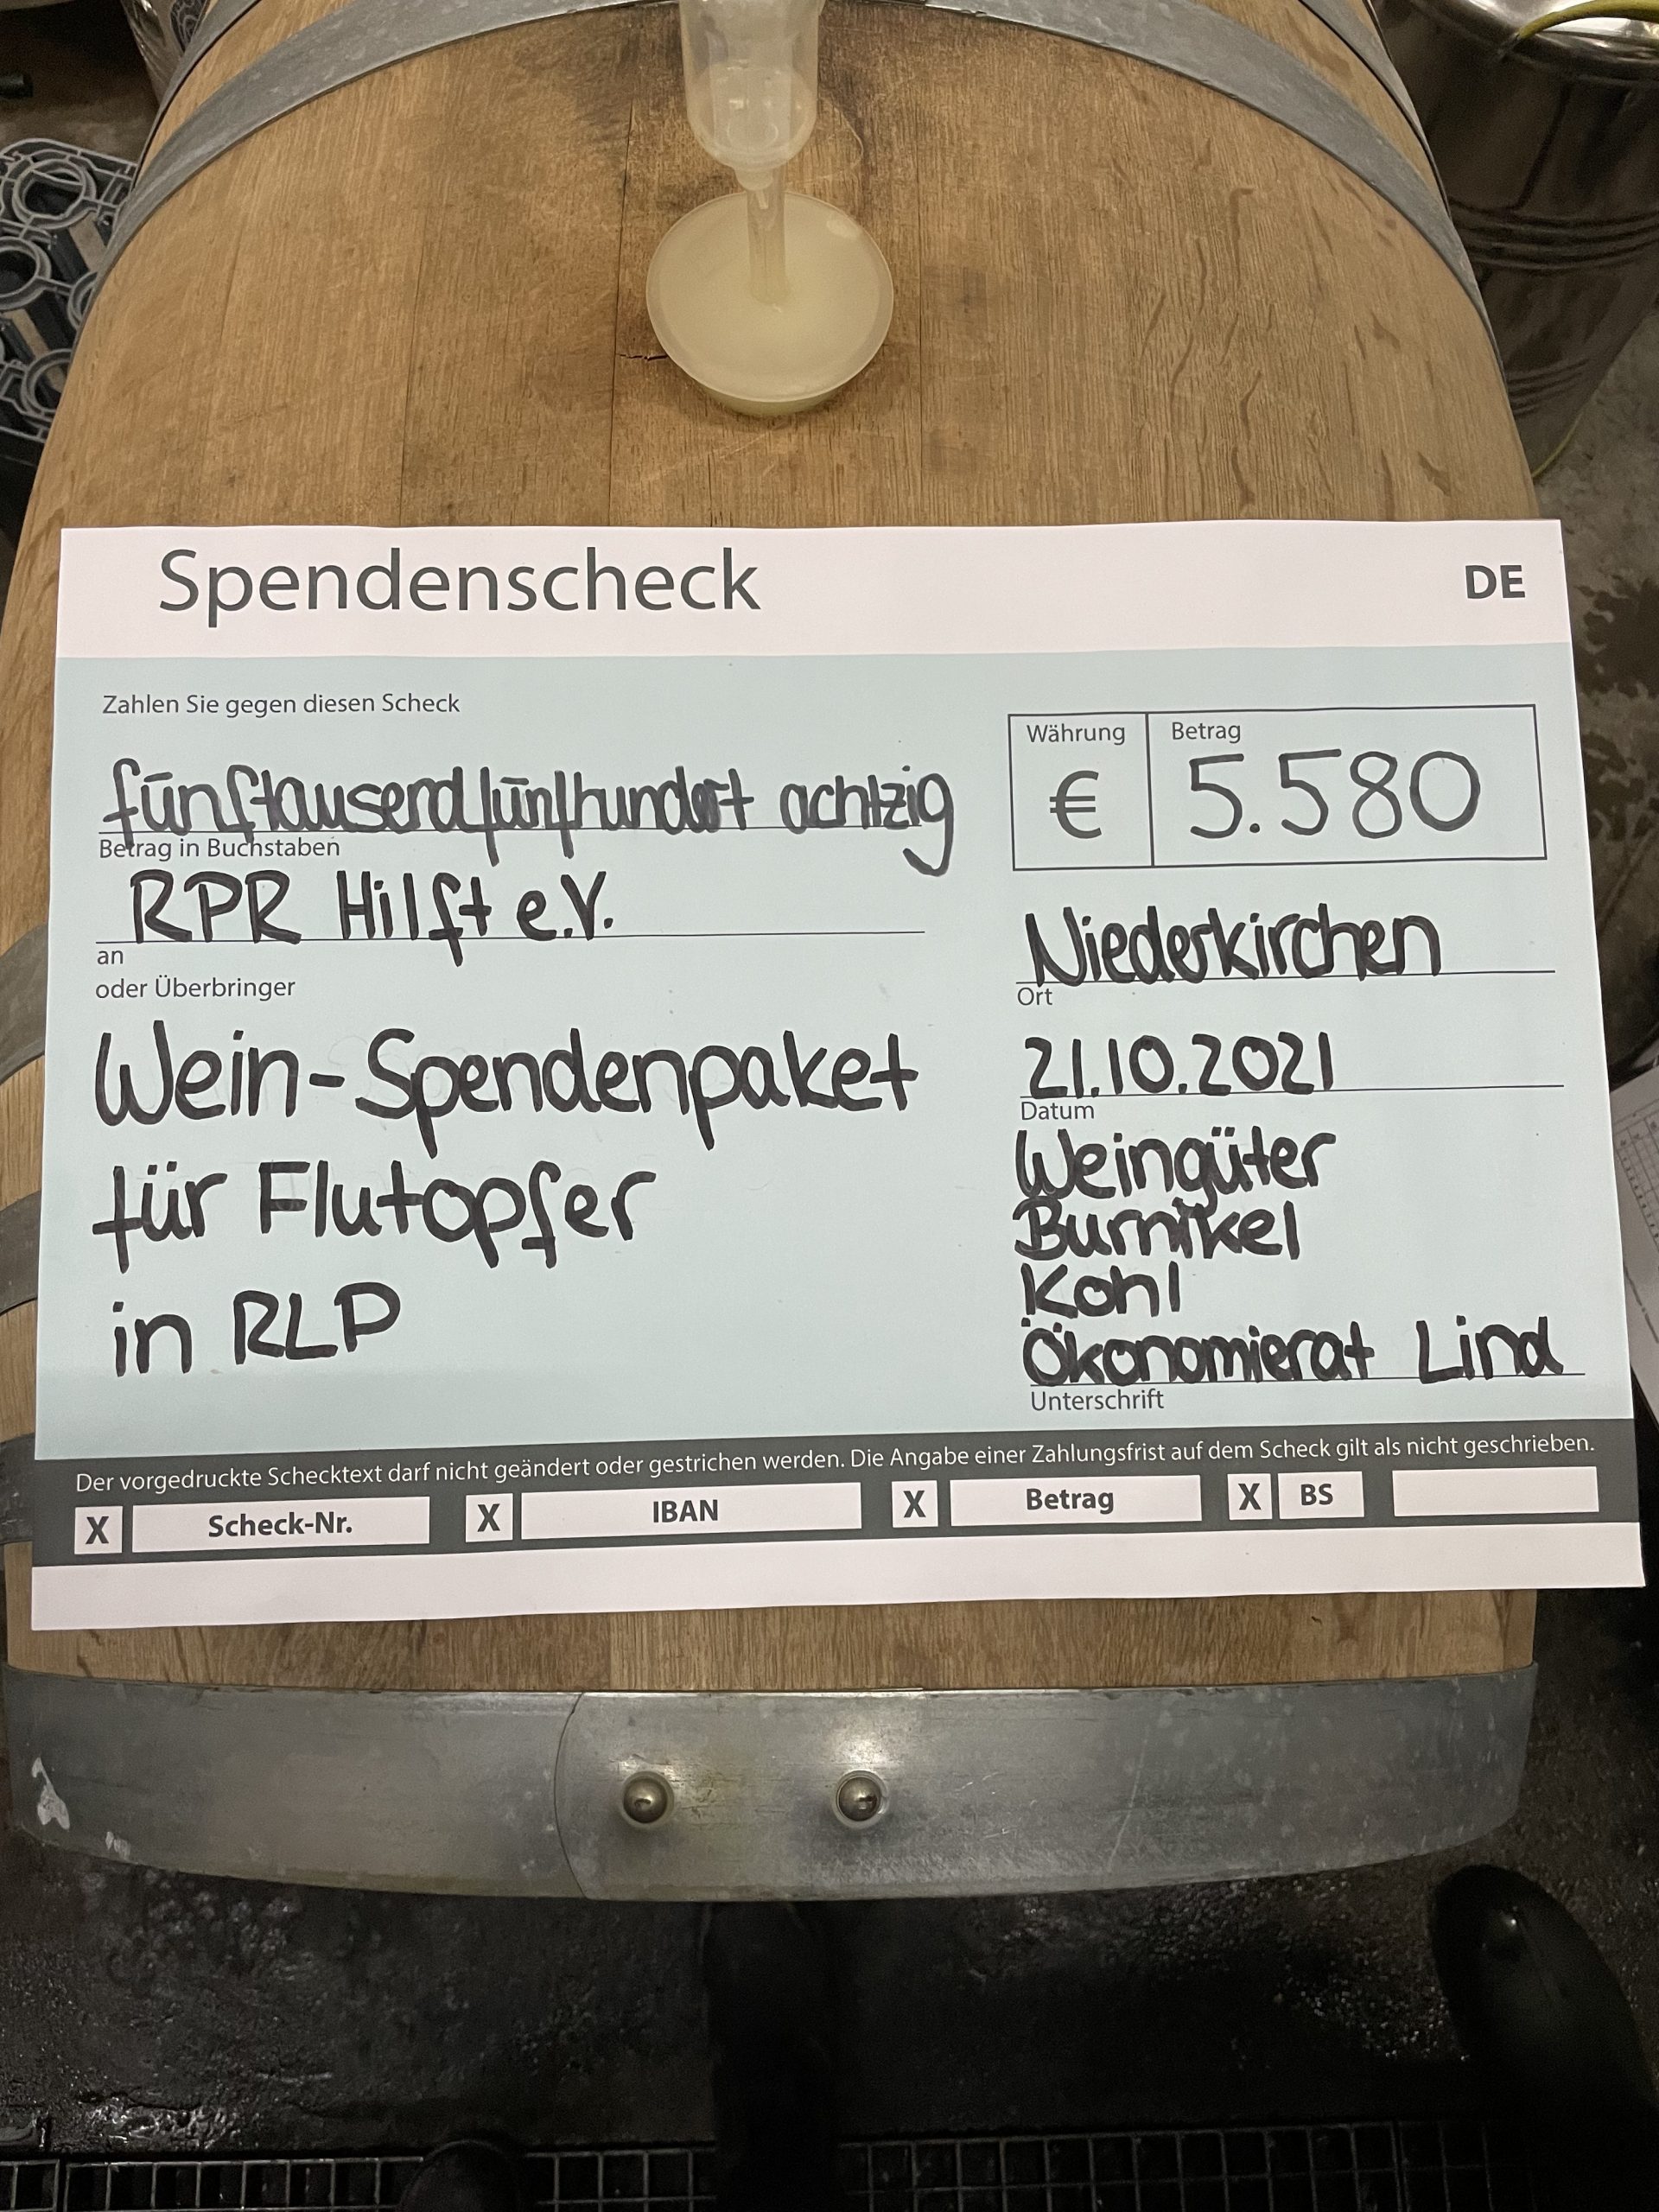 Spendenscheck
DE
Zahlen Sie gegen diesen Scheck
fünftausendfünfhundert achtzig
Betrag in Buchstaben
Währung
€
Betrag
5.580
RPR Hilft e.V.
an
oder Überbringer
Niederkirchen
Ort
Wein-Spendenpaket
für Flutopfer
in RLP
21.10.2021
Datum
Weingüter
Burnikel
Kohl
Ökonomierat Lind
Unterschrift
Der vorgedruckte Schecktext darf nicht geändert oder gestrichen werden. Die Angabe einer Zahlungsfrist auf dem Scheck gilt als nicht geschrieben.
X Scheck-Nr. X IBAN X Betrag X BS